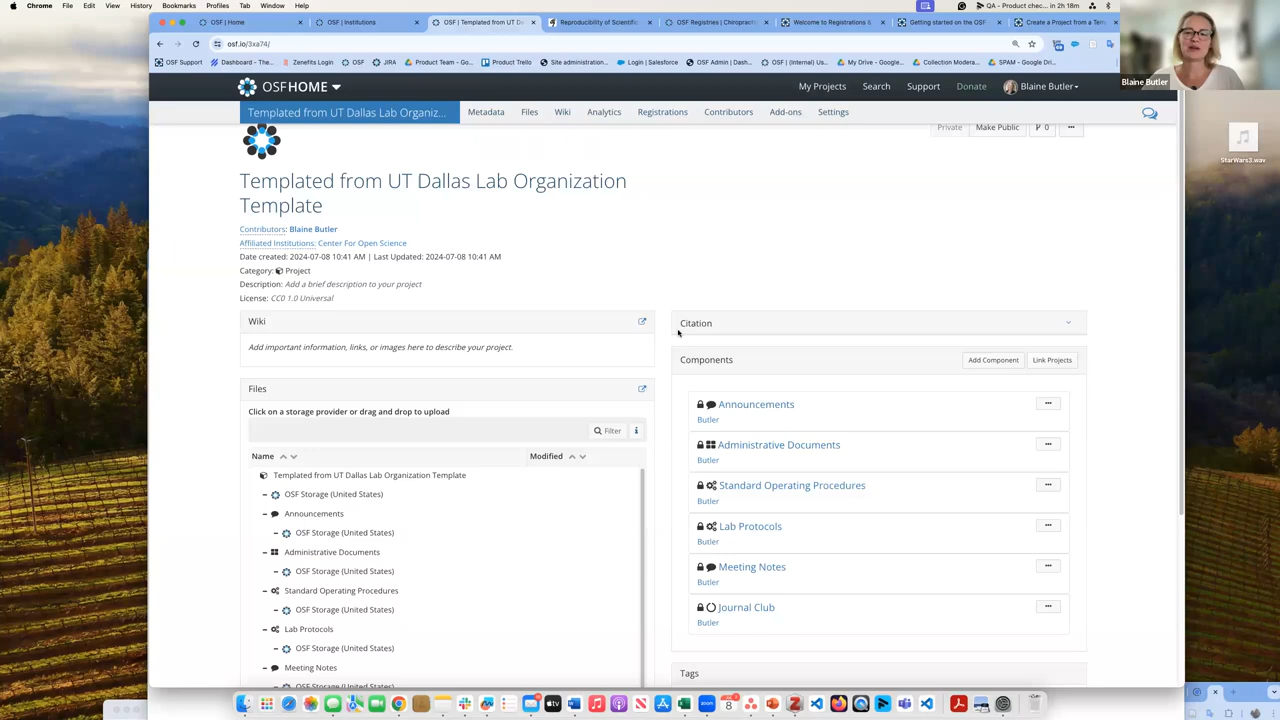 Chrome File Edit View History Bookmarks Profiles Tab Window Help
QA - Product chec... in 2h 18m
OSF | Home
OSF | Institutions
OSF | Templated from UT D
Reproducibility of Scientific
OSF Registries | Chiropracti
Welcome to Registrations &
Getting started on the OSF
Create a Project from a Tem
osf.io/3xa74/
OSF Support
Dashboard - The...
Zenefits Login
OSF
JIRA
Product Team - Go...
Product Trello
Site administration...
Login | Salesforce
OSF Admin | Dash...
OSF | (Internal) Us...
My Drive - Google...
Collection Modera...
SPAM - Google Dri...
Blaine Butler
OSFHOME
My Projects
Search
Support
Donate
Blaine Butler
Templated from UT Dallas Lab Organiz...
Metadata
Files
Wiki
Analytics
Registrations
Contributors
Add-ons
Settings
Private
Make Public
0
StarWars3.wav
Templated from UT Dallas Lab Organization
Template
Contributors: Blaine Butler
Affiliated Institutions: Center For Open Science
Date created: 2024-07-08 10:41 AM | Last Updated: 2024-07-08 10:41 AM
Category: Project
Description: Add a brief description to your project
License: CC0 1.0 Universal
Wiki
Add important information, links, or images here to describe your project.
Files
Click on a storage provider or drag and drop to upload
Filter
Name
Modified
Templated from UT Dallas Lab Organization Template
OSF Storage (United States)
Announcements
OSF Storage (United States)
Administrative Documents
OSF Storage (United States)
Standard Operating Procedures
OSF Storage (United States)
Lab Protocols
OSF Storage (United States)
Meeting Notes
OSF Storage (United States)
Citation
Components
Add Component
Link Projects
Announcements
Butler
Administrative Documents
Butler
Standard Operating Procedures
Butler
Lab Protocols
Butler
Meeting Notes
Butler
Journal Club
Butler
Tags